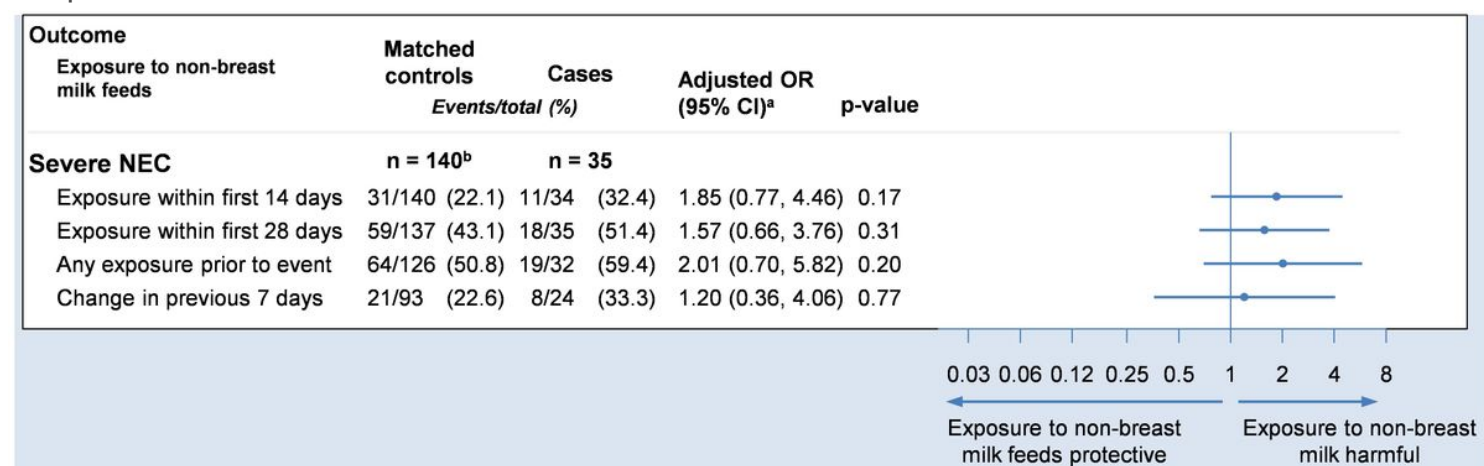 Outcome
Exposure to non-breast milk feeds
Matched controls Cases Adjusted OR (95% CI)ᵃ p-value
Events/total (%)
Severe NEC n = 140ᵇ n = 35
Exposure within first 14 days 31/140 (22.1) 11/34 (32.4) 1.85 (0.77, 4.46) 0.17
Exposure within first 28 days 59/137 (43.1) 18/35 (51.4) 1.57 (0.66, 3.76) 0.31
Any exposure prior to event 64/126 (50.8) 19/32 (59.4) 2.01 (0.70, 5.82) 0.20
Change in previous 7 days 21/93 (22.6) 8/24 (33.3) 1.20 (0.36, 4.06) 0.77
0.03 0.06 0.12 0.25 0.5 1 2 4 8
Exposure to non-breast milk feeds protective
Exposure to non-breast milk harmful